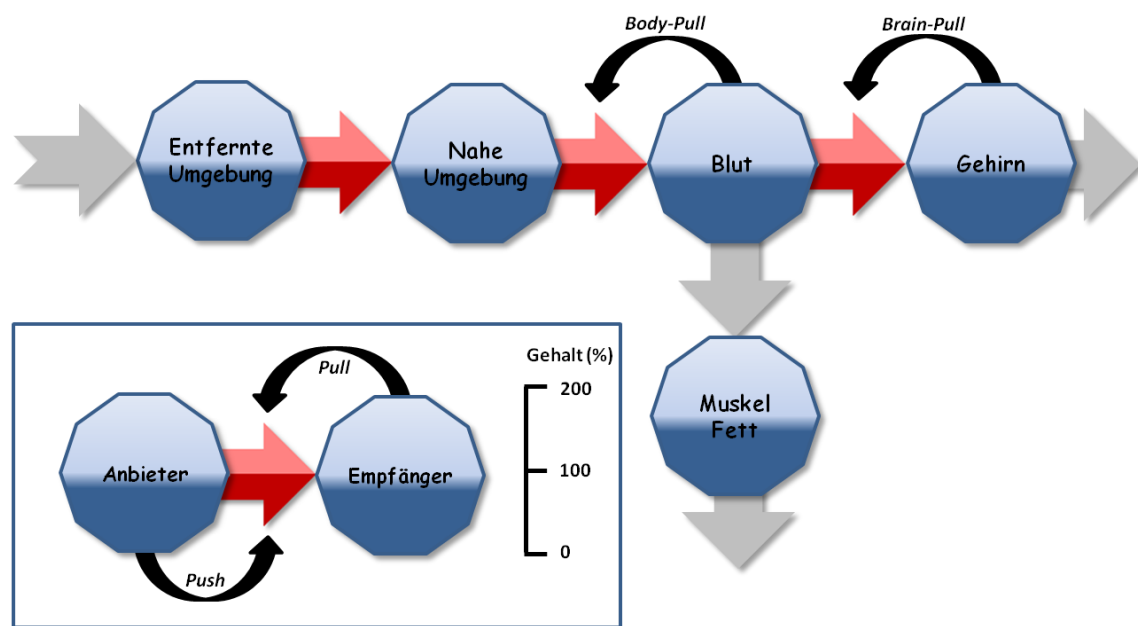 Body-Pull
Brain-Pull
Entfernte
Umgebung
Nahe
Umgebung
Blut
Gehirn
Muskel
Fett
Pull
Anbieter
Empfänger
Push
Gehalt (%)
200
100
0